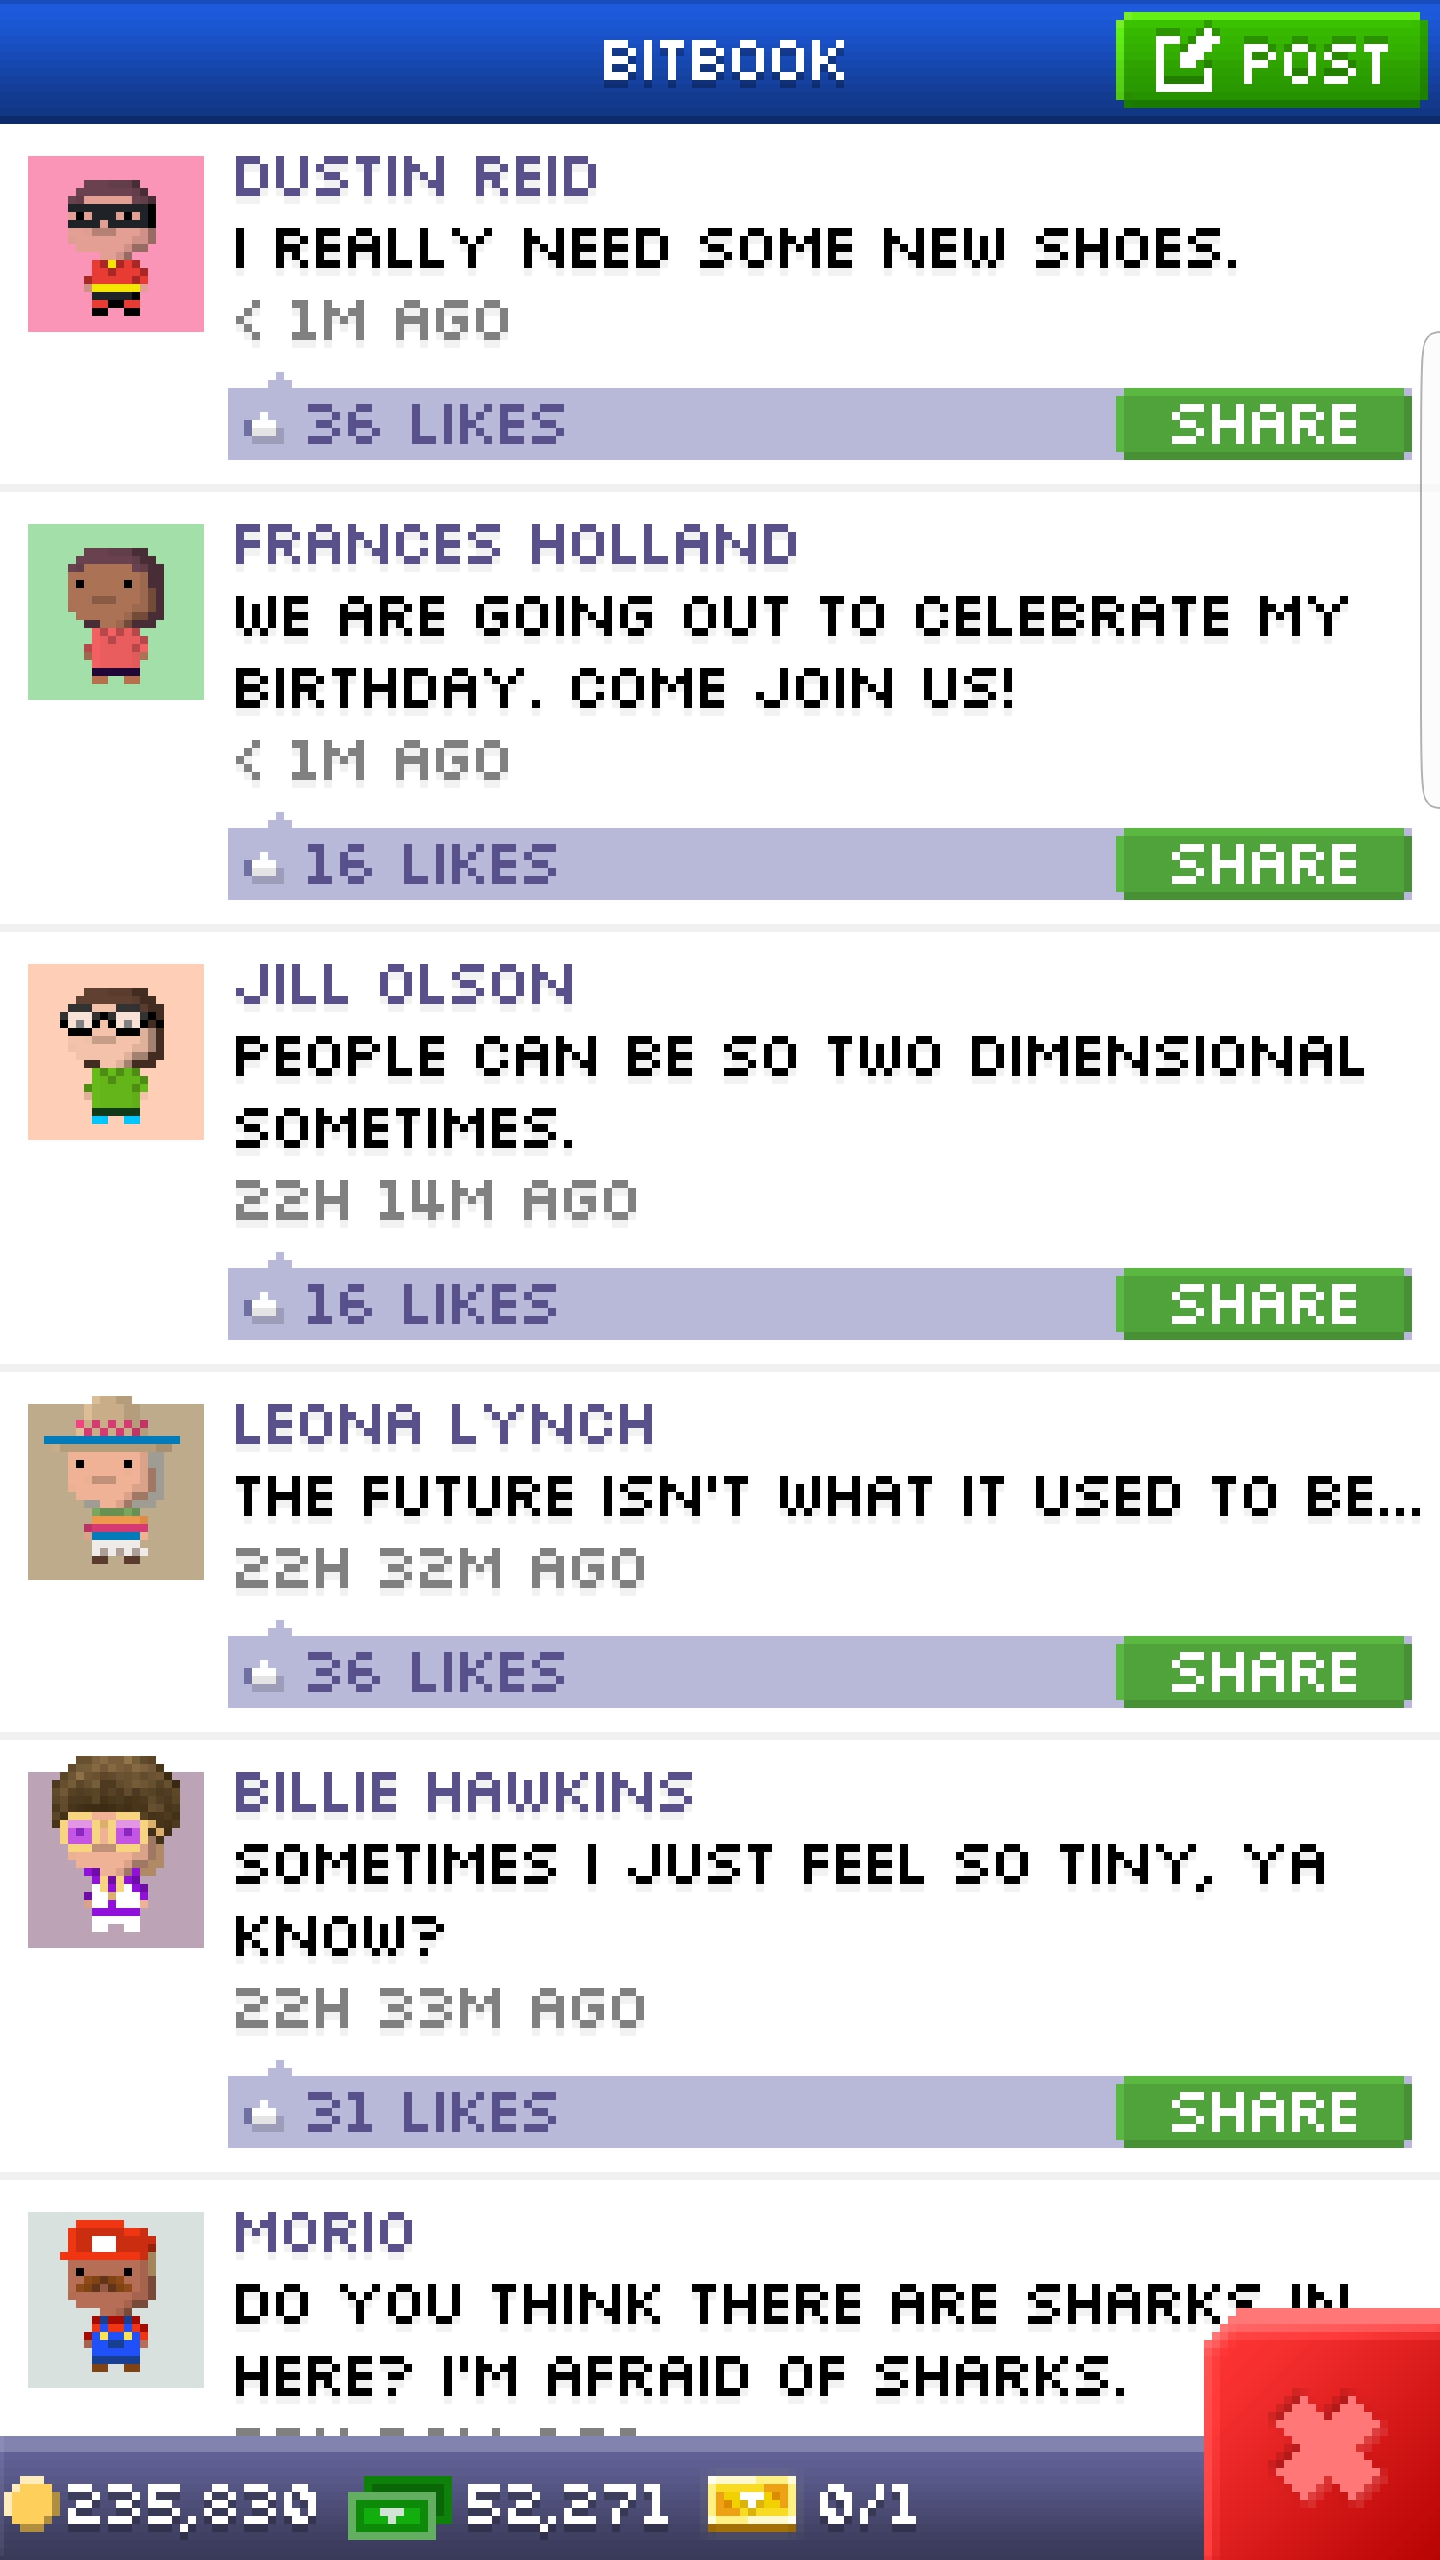 BITBOOK
POST
DUSTIN REID
I REALLY NEED SOME NEW SHOES.
< 1M AGO
36 LIKES
SHARE
FRANCES HOLLAND
WE ARE GOING OUT TO CELEBRATE MY
BIRTHDAY. COME JOIN US!
< 1M AGO
16 LIKES
SHARE
JILL OLSON
PEOPLE CAN BE SO TWO DIMENSIONAL
SOMETIMES.
22H 14M AGO
16 LIKES
SHARE
LEONA LYNCH
THE FUTURE ISN'T WHAT IT USED TO BE...
22H 32M AGO
36 LIKES
SHARE
BILLIE HAWKINS
SOMETIMES I JUST FEEL SO TINY, YA
KNOW?
22H 33M AGO
31 LIKES
SHARE
MORIO
DO YOU THINK THERE ARE SHARKS IN
HERE? I'M AFRAID OF SHARKS.
235,830
52,271
0/1